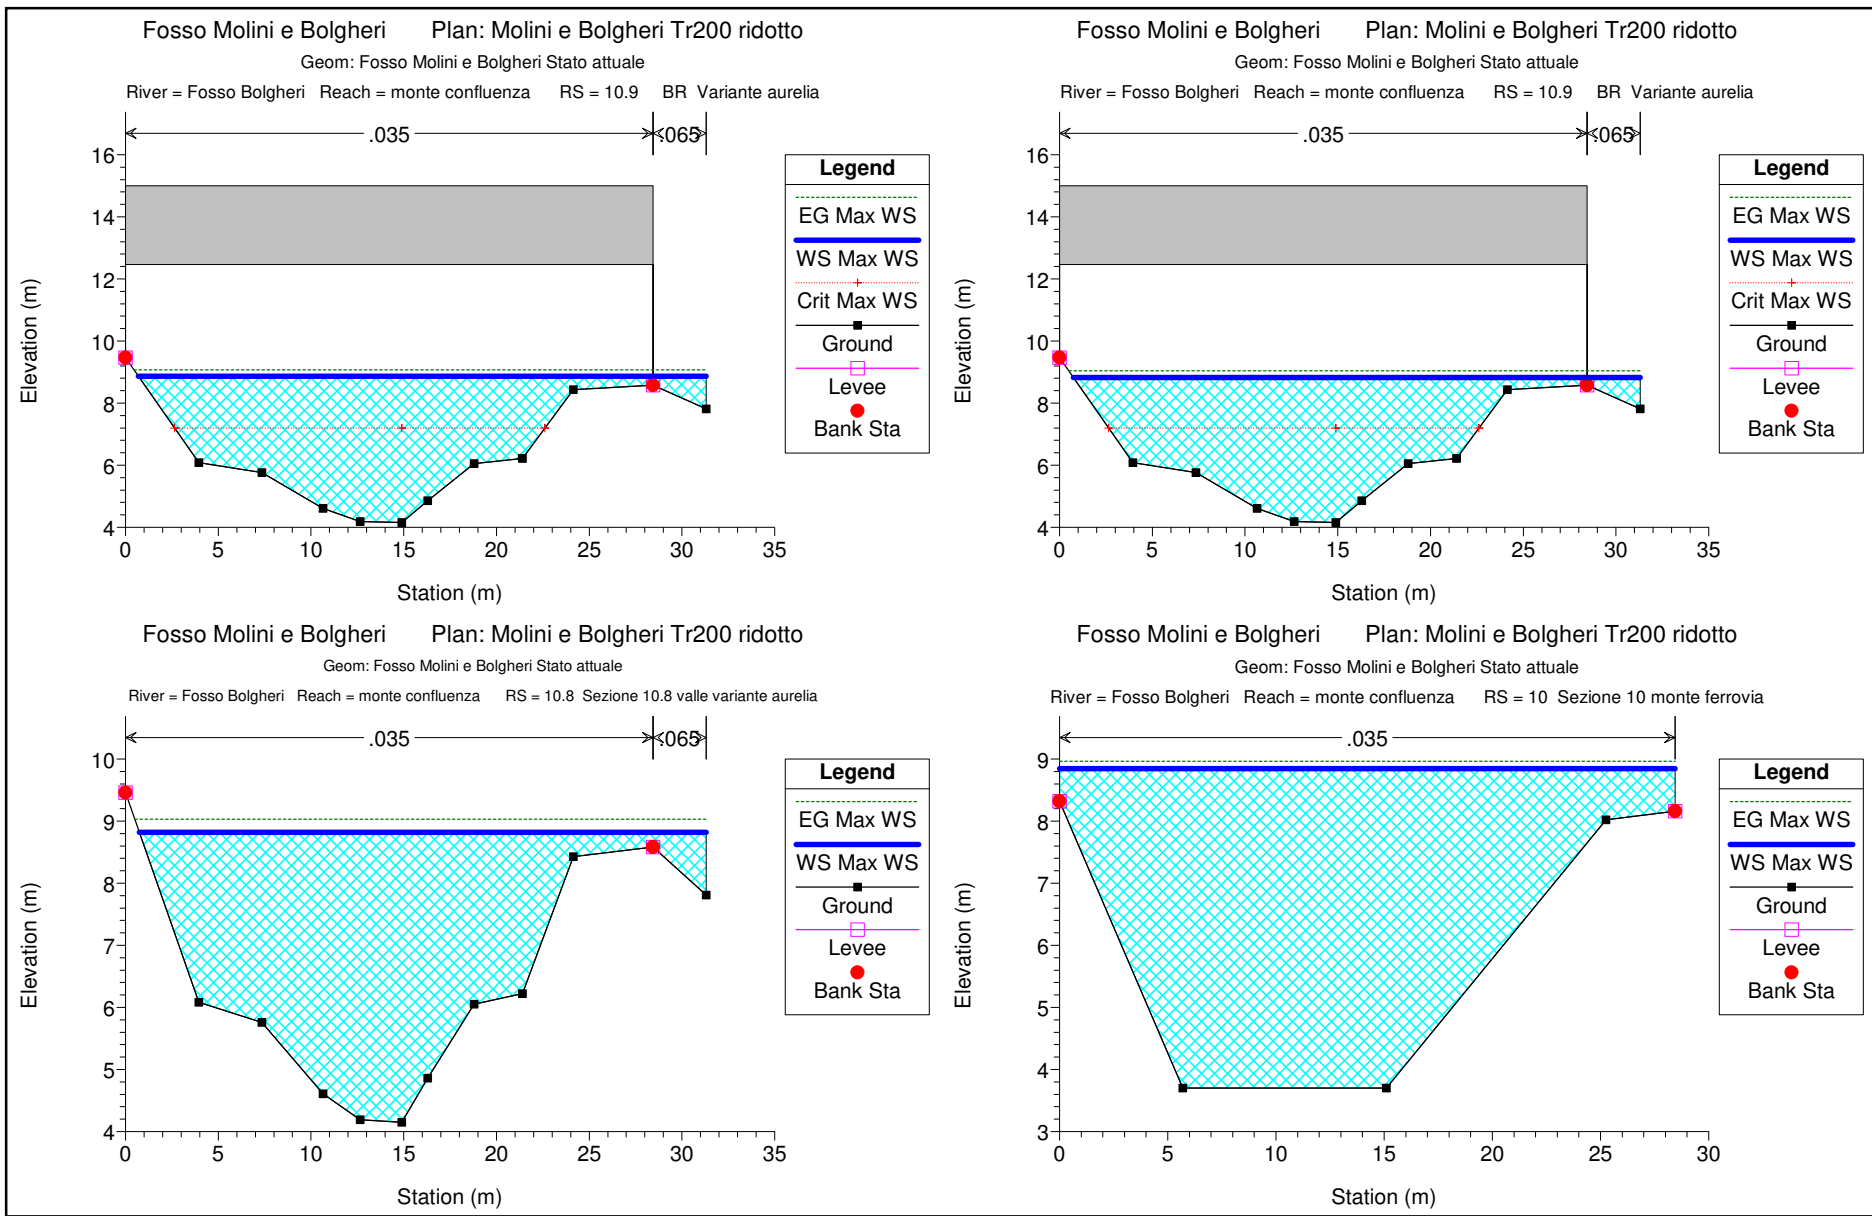 Fosso Molini e Bolgheri Plan: Molini e Bolgheri Tr200 ridotto
Geom: Fosso Molini e Bolgheri Stato attuale
River = Fosso Bolgheri Reach = monte confluenza RS = 10.9 BR Variante aurelia
.035
.065
16
14
12
10
8
6
4
0
5
10
15
20
25
30
35
Elevation (m)
Station (m)
Legend
EG Max WS
WS Max WS
Crit Max WS
Ground
Levee
Bank Sta
Fosso Molini e Bolgheri Plan: Molini e Bolgheri Tr200 ridotto
Geom: Fosso Molini e Bolgheri Stato attuale
River = Fosso Bolgheri Reach = monte confluenza RS = 10.9 BR Variante aurelia
.035
.065
16
14
12
10
8
6
4
0
5
10
15
20
25
30
35
Elevation (m)
Station (m)
Legend
EG Max WS
WS Max WS
Crit Max WS
Ground
Levee
Bank Sta
Fosso Molini e Bolgheri Plan: Molini e Bolgheri Tr200 ridotto
Geom: Fosso Molini e Bolgheri Stato attuale
River = Fosso Bolgheri Reach = monte confluenza RS = 10.8 Sezione 10.8 valle variante aurelia
.035
.065
10
9
8
7
6
5
4
0
5
10
15
20
25
30
35
Elevation (m)
Station (m)
Legend
EG Max WS
WS Max WS
Ground
Levee
Bank Sta
Fosso Molini e Bolgheri Plan: Molini e Bolgheri Tr200 ridotto
Geom: Fosso Molini e Bolgheri Stato attuale
River = Fosso Bolgheri Reach = monte confluenza RS = 10 Sezione 10 monte ferrovia
.035
9
8
7
6
5
4
3
0
5
10
15
20
25
30
Elevation (m)
Station (m)
Legend
EG Max WS
WS Max WS
Ground
Levee
Bank Sta